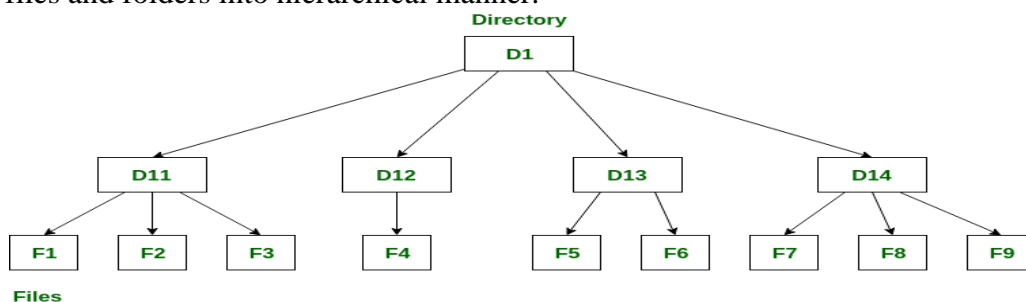 files and folders into hierarchical manner.
Directory
D1
D11 D12 D13 D14
F1 F2 F3 F4 F5 F6 F7 F8 F9
Files